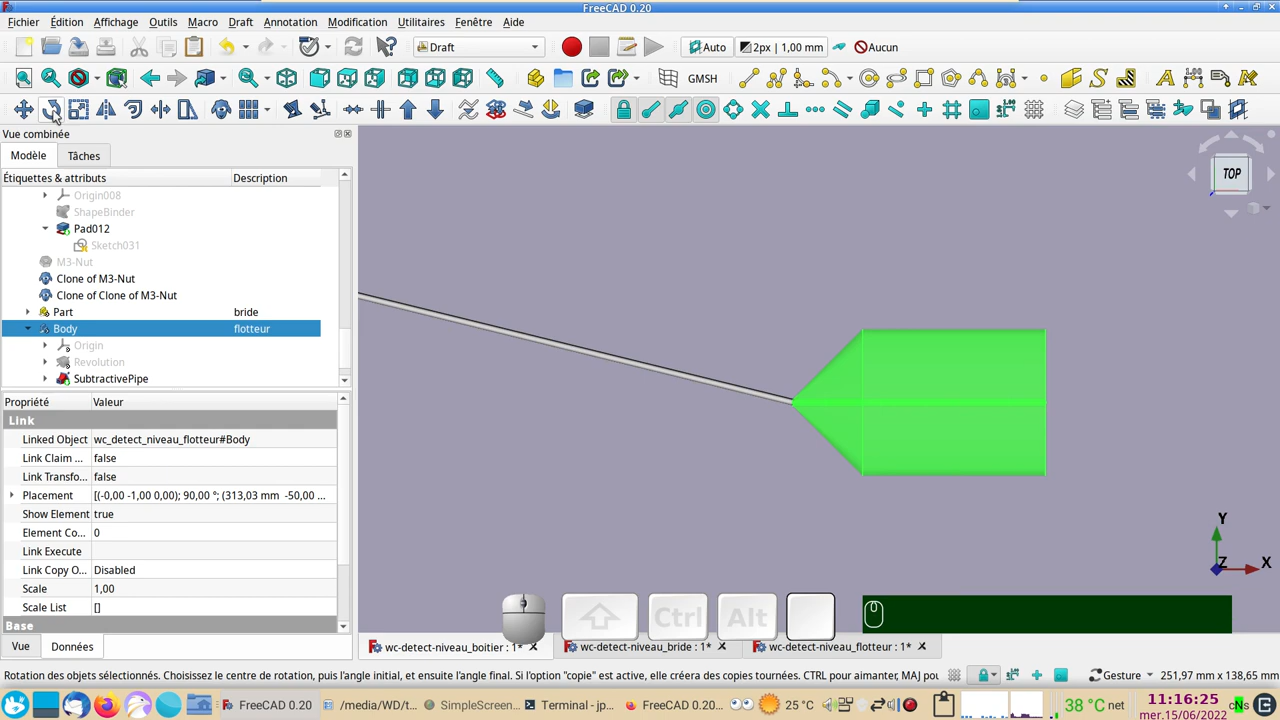 FreeCAD 0.20
Fichier Édition Affichage Outils Macro Draft Annotation Modification Utilitaires Fenêtre Aide
Draft Auto 2px | 1,00 mm Aucun
GMSH
Vue combinée
Modèle Tâches
Étiquettes & attributs Description
Origin008
ShapeBinder
Pad012
Sketch031
M3-Nut
Clone of M3-Nut
Clone of Clone of M3-Nut
Part bride
Body flotteur
Origin
Revolution
SubtractivePipe
Propriété Valeur
Link
Linked Object wc_detect_niveau_flotteur#Body
Link Claim ... false
Link Transfo... false
Placement [(-0,00 -1,00 0,00); 90,00 °; (313,03 mm -50,00 ...
Show Element true
Element Co... 0
Link Execute
Link Copy O... Disabled
Scale 1,00
Scale List []
Base
Vue Données
TOP
Y
Z X
Ctrl Alt
wc-detect-niveau_boitier : 1* wc-detect-niveau_bride : 1* wc-detect-niveau_flotteur : 1*
Rotation des objets sélectionnés. Choisissez le centre de rotation, puis l'angle initial, et ensuite l'angle final. Si l'option "copie" est active, elle créera des copies tournées. CTRL pour aimanter, MAJ po Gesture 251,97 mm x 138,65 mm
FreeCAD 0.20 /media/WD/t... SimpleScreen... Terminal - jp... FreeCAD 0.20... 25 °C 38 °C net 11:16:25
mer.15/06/2022